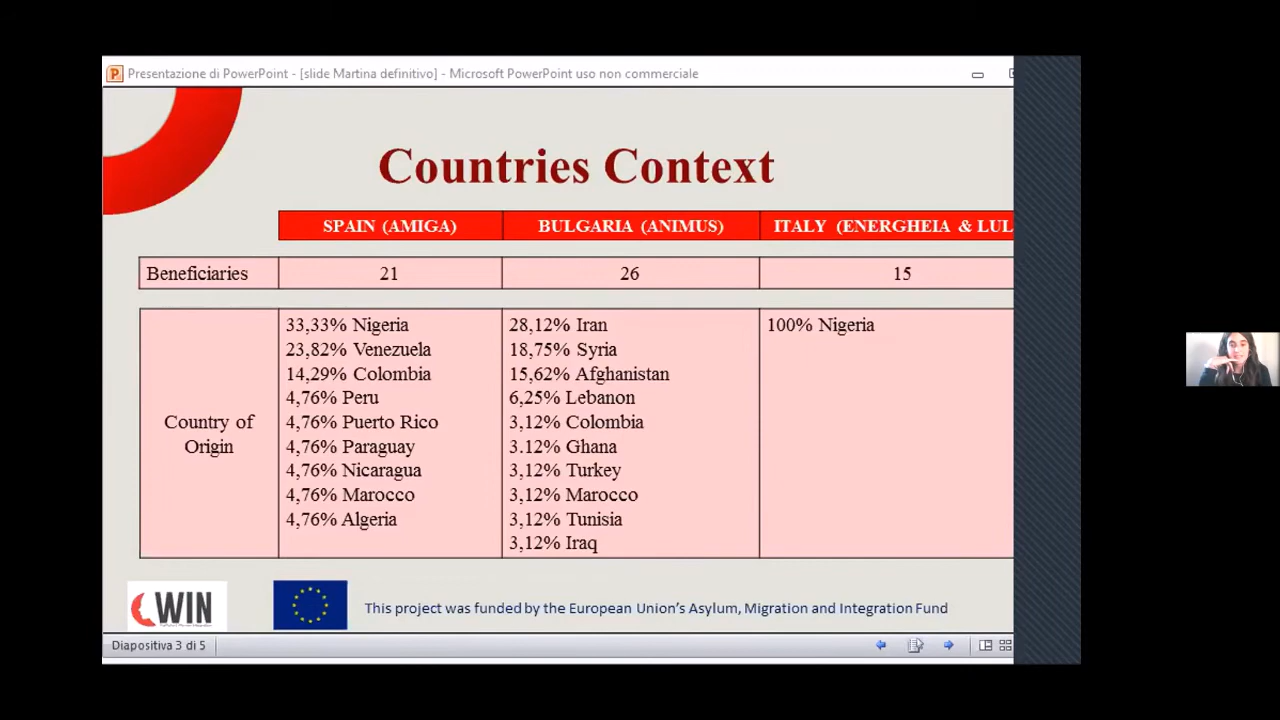 Presentazione di PowerPoint - [slide Martina definitivo] - Microsoft PowerPoint uso non commerciale
Countries Context
SPAIN (AMIGA) BULGARIA (ANIMUS) ITALY (ENERGHEIA & LUL
Beneficiaries 21 26 15
Country of
Origin
33,33% Nigeria
23,82% Venezuela
14,29% Colombia
4,76% Peru
4,76% Puerto Rico
4,76% Paraguay
4,76% Nicaragua
4,76% Marocco
4,76% Algeria
28,12% Iran
18,75% Syria
15,62% Afghanistan
6,25% Lebanon
3,12% Colombia
3.12% Ghana
3,12% Turkey
3,12% Marocco
3,12% Tunisia
3,12% Iraq
100% Nigeria
WIN
This project was funded by the European Union's Asylum, Migration and Integration Fund
Diapositiva 3 di 5